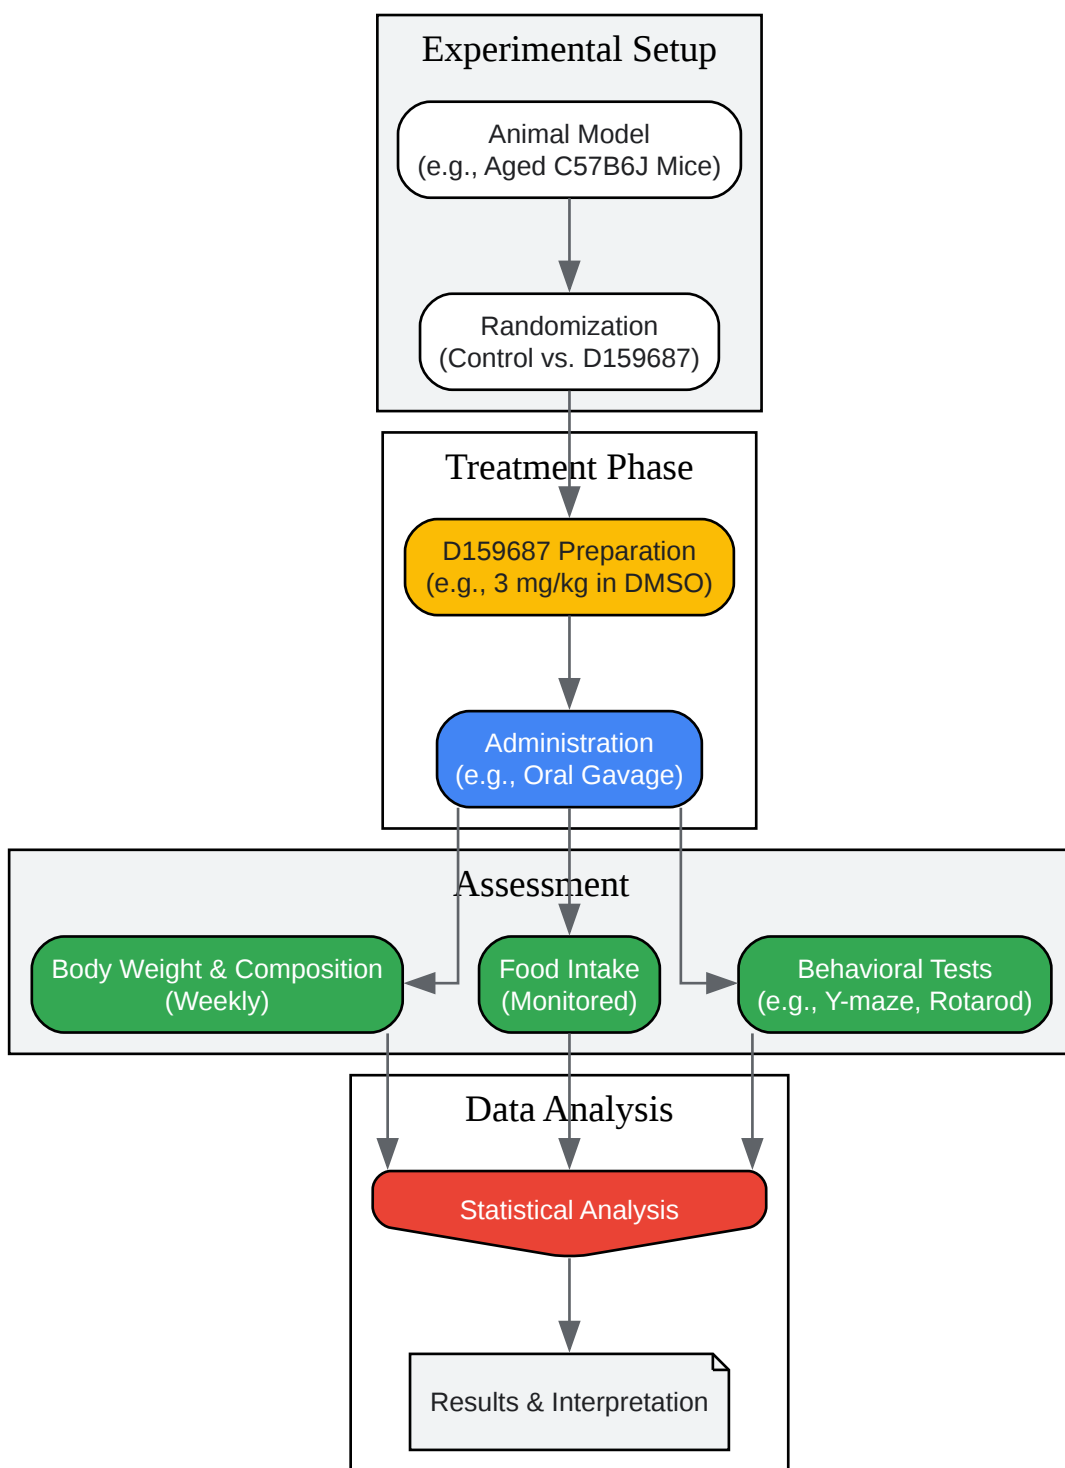 Experimental Setup
Animal Model
(e.g., Aged C57B6J Mice)
Randomization
(Control vs. D159687)
Treatment Phase
D159687 Preparation
(e.g., 3 mg/kg in DMSO)
Administration
(e.g., Oral Gavage)
Assessment
Body Weight & Composition
(Weekly)
Food Intake
(Monitored)
Behavioral Tests
(e.g., Y-maze, Rotarod)
Data Analysis
Statistical Analysis
Results & Interpretation